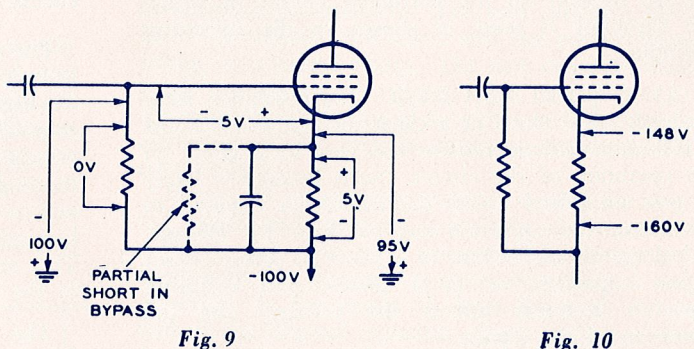 - 5V +
0V
-
100V
+
+
5V
-
-
95V
+
-100V
PARTIAL
SHORT IN
BYPASS
Fig. 9
-148V
-160V
Fig. 10